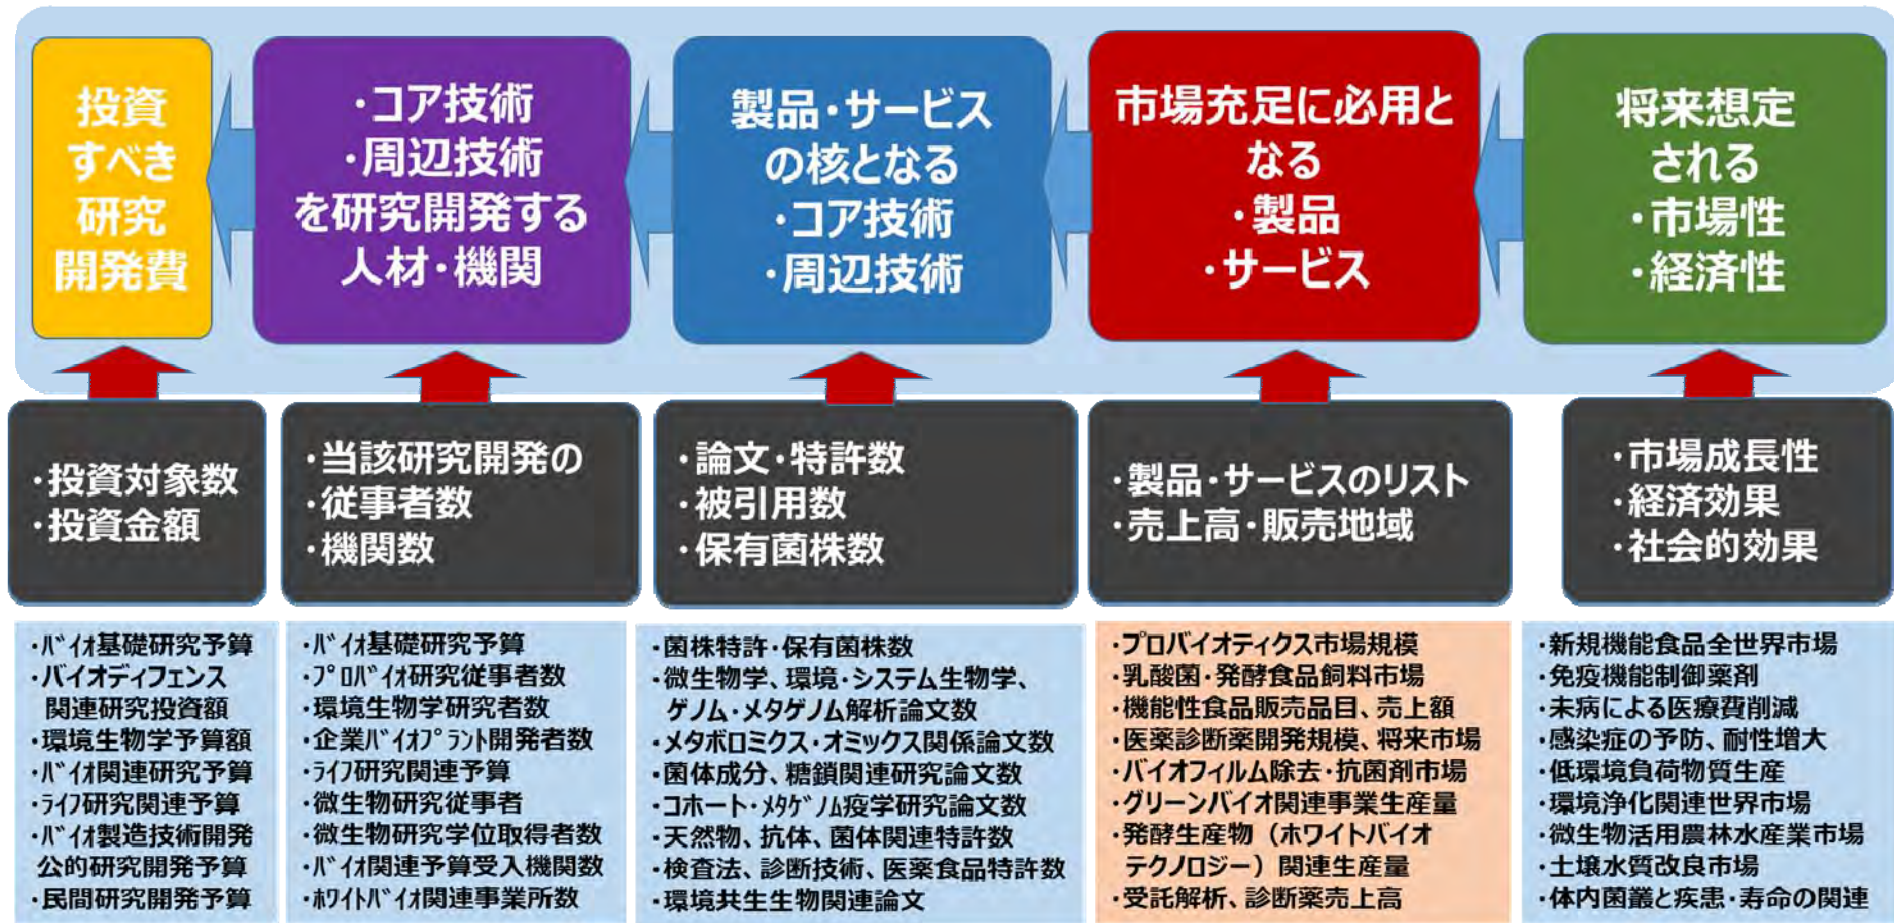 投資
すべき
研究
開発費
・コア技術
・周辺技術
を研究開発する
人材・機関
製品・サービス
の核となる
・コア技術
・周辺技術
市場充足に必用と
なる
・製品
・サービス
将来想定
される
・市場性
・経済性
・投資対象数
・投資金額
・当該研究開発の
・従事者数
・機関数
・論文・特許数
・被引用数
・保有菌株数
・製品・サービスのリスト
・売上高・販売地域
・市場成長性
・経済効果
・社会的効果
・ﾊﾞｲｵ基礎研究予算
・バイオディフェンス
関連研究投資額
・環境生物学予算額
・ﾊﾞｲｵ関連研究予算
・ﾗｲﾌ研究関連予算
・ﾊﾞｲｵ製造技術開発
公的研究開発予算
・民間研究開発予算
・ﾊﾞｲｵ基礎研究予算
・ﾌﾟﾛﾊﾞｲｵ研究従事者数
・環境生物学研究者数
・企業ﾊﾞｲｵﾌﾟﾗﾝﾄ開発者数
・ﾗｲﾌ研究関連予算
・微生物研究従事者
・微生物研究学位取得者数
・ﾊﾞｲｵ関連予算受入機関数
・ﾎﾜｲﾄﾊﾞｲｵ関連事業所数
・菌株特許・保有菌株数
・微生物学、環境・システム生物学、
ゲノム・メタゲノム解析論文数
・メタボロミクス・オミックス関係論文数
・菌体成分、糖鎖関連研究論文数
・コホート・ﾒﾀｹﾞﾉﾑ疫学研究論文数
・天然物、抗体、菌体関連特許数
・検査法、診断技術、医薬食品特許数
・環境共生生物関連論文
・プロバイオティクス市場規模
・乳酸菌・発酵食品飼料市場
・機能性食品販売品目、売上額
・医薬診断薬開発規模、将来市場
・バイオフィルム除去・抗菌剤市場
・グリーンバイオ関連事業生産量
・発酵生産物（ホワイトバイオ
テクノロジー）関連生産量
・受託解析、診断薬売上高
・新規機能食品全世界市場
・免疫機能制御薬剤
・未病による医療費削減
・感染症の予防、耐性増大
・低環境負荷物質生産
・環境浄化関連世界市場
・微生物活用農林水産業市場
・土壌水質改良市場
・体内菌叢と疾患・寿命の関連